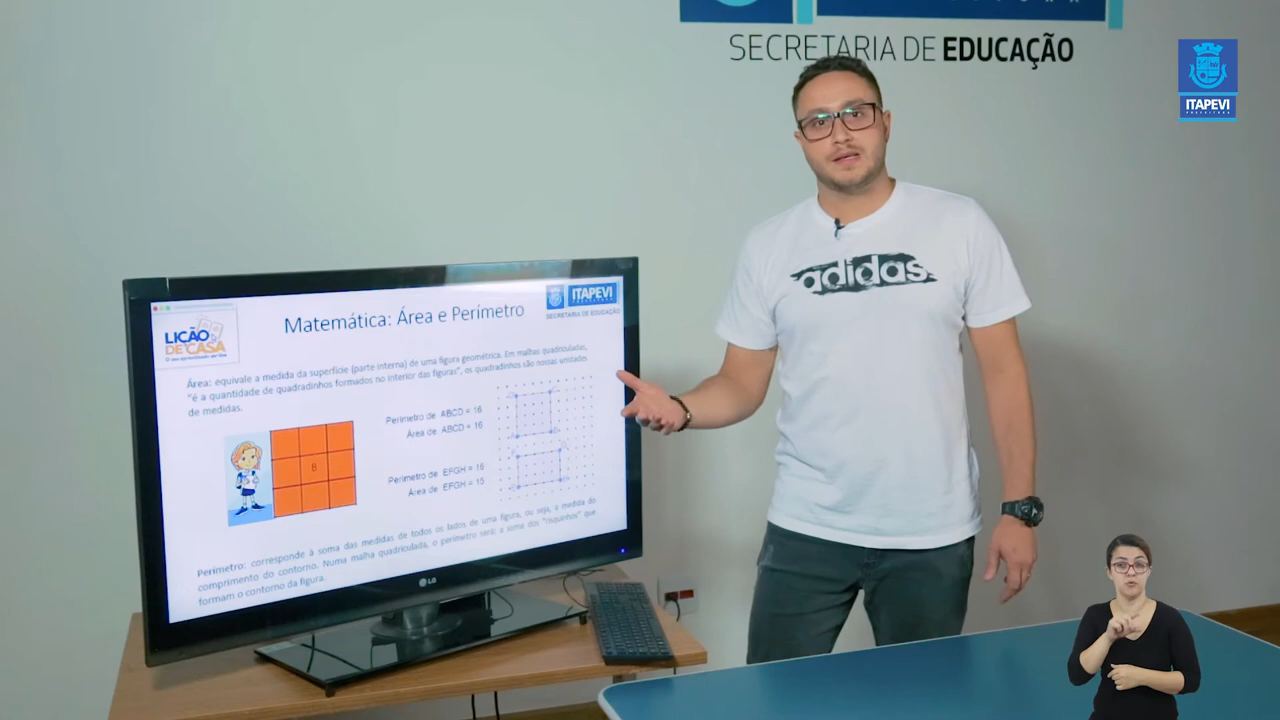 SECRETARIA DE EDUCAÇÃO
ITAPEVI
PREFEITURA
adidas
LIÇÃO
DE CASA
Matemática: Área e Perímetro
ITAPEVI
SECRETARIA DE EDUCAÇÃO
Área: equivale a medida da superfície (parte interna) de uma figura geométrica. Em malhas quadriculadas,
"é a quantidade de quadradinhos formados no interior das figuras", os quadradinhos são nossas unidades
de medidas.
B
Perímetro de ABCD = 16
Área de ABCD = 16
Perímetro de EFGH = 16
Área de EFGH = 15
Perímetro: corresponde à soma das medidas de todos os lados de uma figura, ou seja, a medida do
comprimento do contorno. Numa malha quadriculada, o perímetro será: a soma dos "risquinhos" que
formam o contorno da figura.
LG